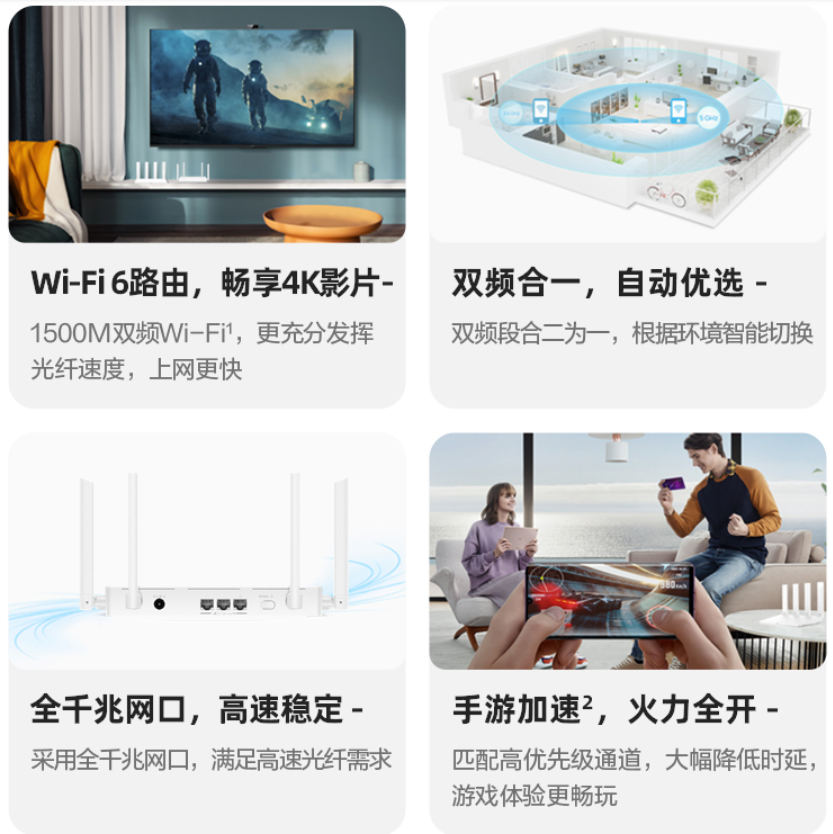 Wi-Fi 6路由，畅享4K影片-
1500M双频Wi-Fi¹，更充分发挥
光纤速度，上网更快
5 GHz
双频合一，自动优选 -
双频段合二为一，根据环境智能切换
全千兆网口，高速稳定 -
采用全千兆网口，满足高速光纤需求
手游加速²，火力全开 -
匹配高优先级通道，大幅降低时延，
游戏体验更畅玩